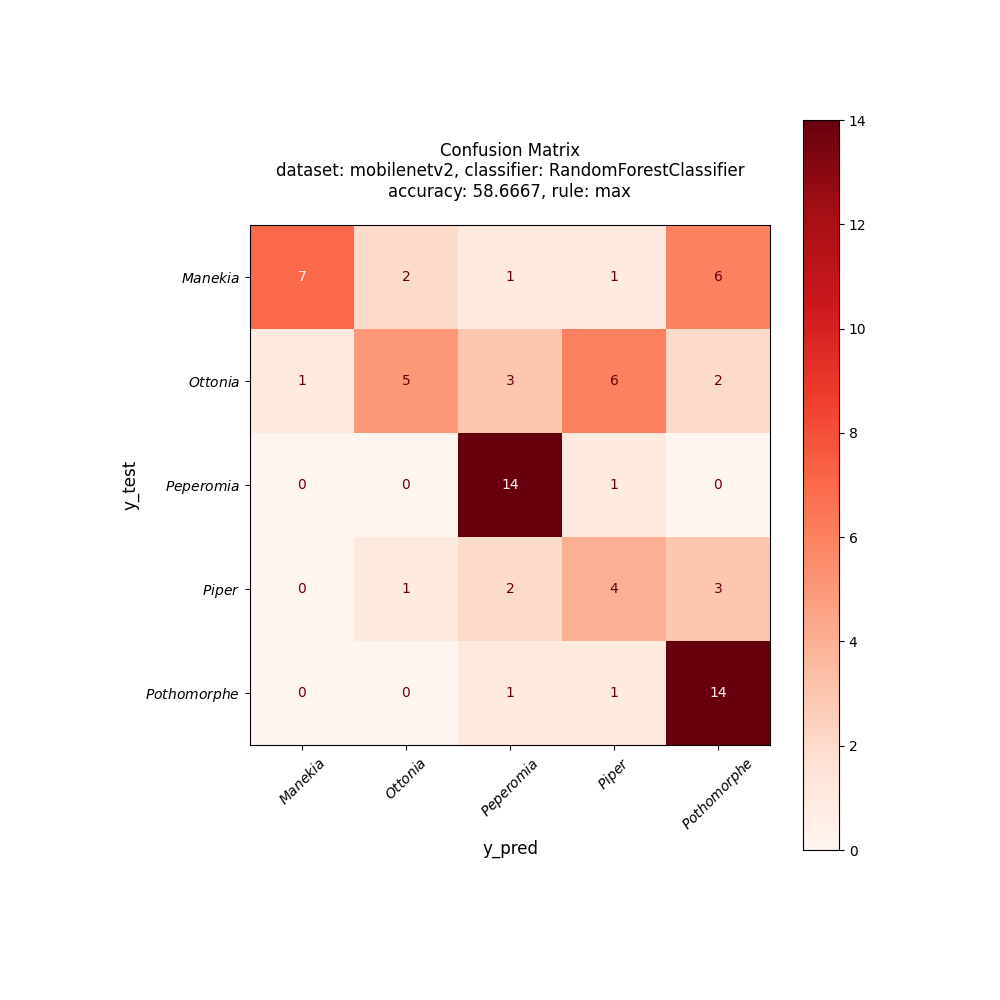 Confusion Matrix
dataset: mobilenetv2, classifier: RandomForestClassifier
accuracy: 58.6667, rule: max
14
12
10
8
6
4
2
0
y_test
Manekia 7 2 1 1 6
Ottonia 1 5 3 6 2
Peperomia 0 0 14 1 0
Piper 0 1 2 4 3
Pothomorphe 0 0 1 1 14
Manekia Ottonia Peperomia Piper Pothomorphe
y_pred